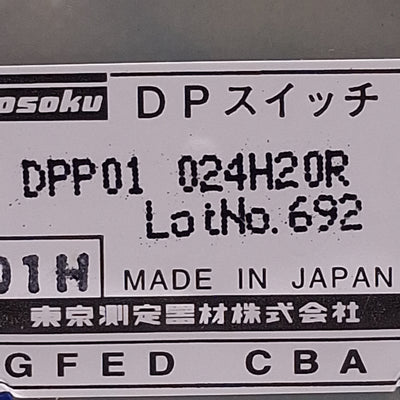 osoku DPスイッチ
DPP01 024H20R
LotNo.692
01H MADE IN JAPAN
東京測定器材株式会社
GFED CBA